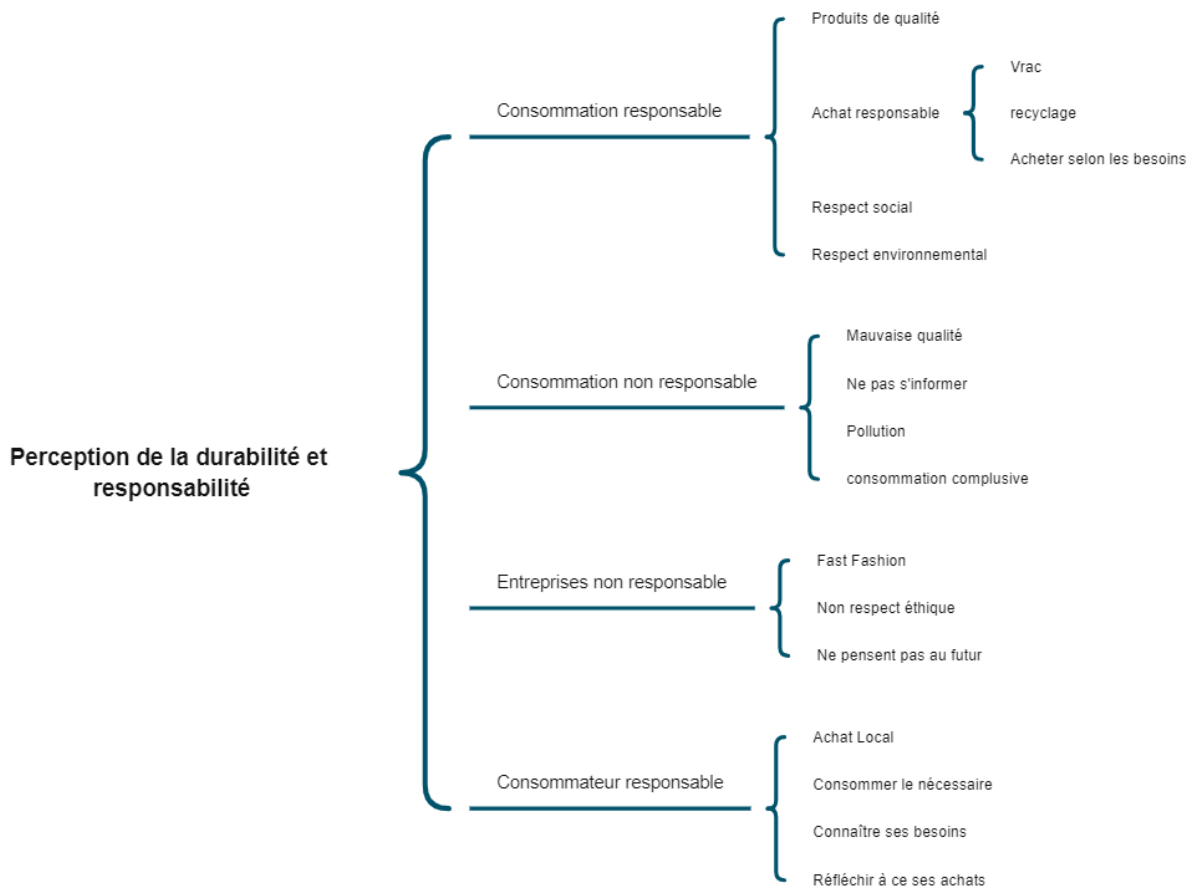 Perception de la durabilité et
responsabilité
Consommation responsable
Produits de qualité
Achat responsable
Vrac
recyclage
Acheter selon les besoins
Respect social
Respect environnemental
Consommation non responsable
Mauvaise qualité
Ne pas s'informer
Pollution
consommation complusive
Entreprises non responsable
Fast Fashion
Non respect éthique
Ne pensent pas au futur
Consommateur responsable
Achat Local
Consommer le nécessaire
Connaître ses besoins
Réfléchir à ce ses achats